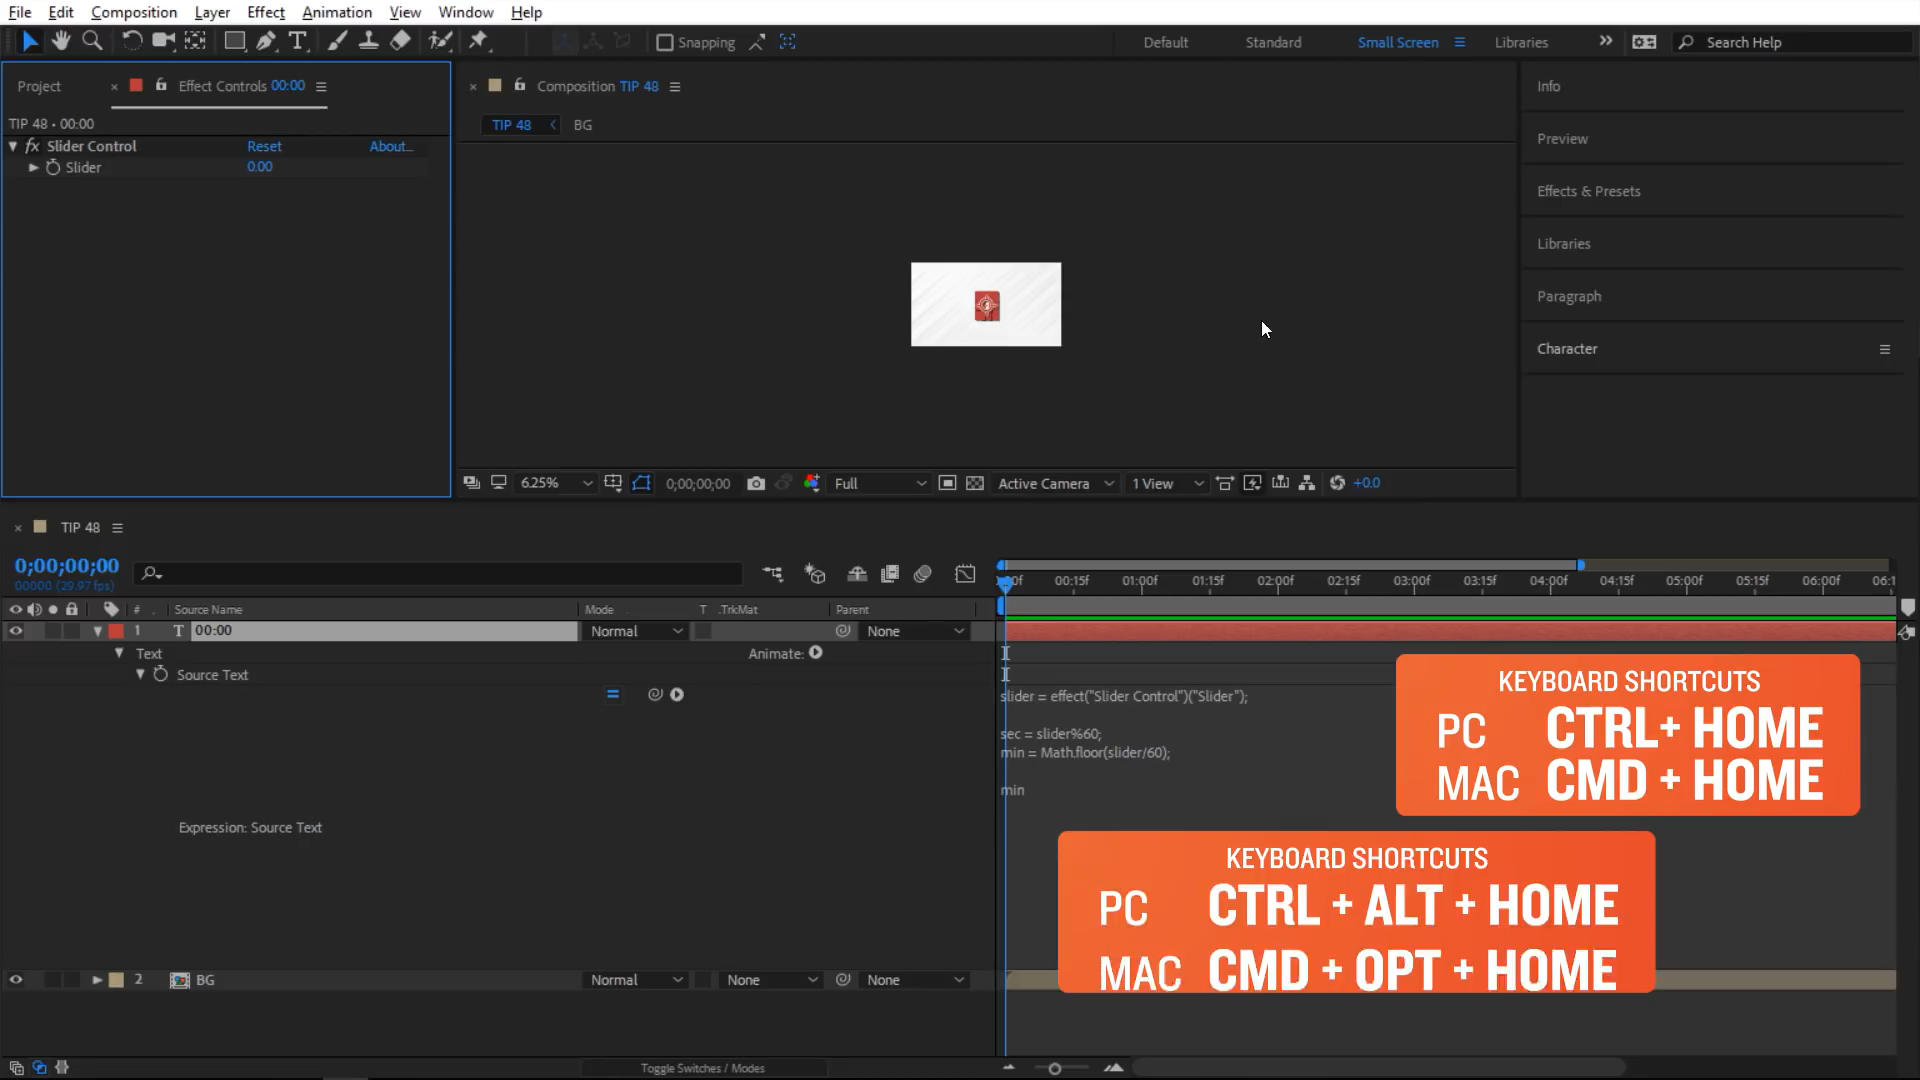 File Edit Composition Layer Effect Animation View Window Help
Snapping Default Standard Small Screen Libraries Search Help
Project Effect Controls 00:00
TIP 48 • 00:00
fx Slider Control Reset About...
Slider 0.00
Composition TIP 48
TIP 48 BG
Info
Preview
Effects & Presets
Libraries
Paragraph
Character
6.25% 0;00;00;00 Full Active Camera 1 View +0.0
TIP 48
0;00;00;00
00000 (29.97 fps)
00:15f 01:00f 01:15f 02:00f 02:15f 03:00f 03:15f 04:00f 04:15f 05:00f 05:15f 06:00f
# Source Name Mode T .TrkMat Parent
1 T 00:00 Normal None
Text Animate:
Source Text
slider = effect("Slider Control")("Slider");
sec = slider%60;
min = Math.floor(slider/60);
min
Expression: Source Text
2 BG Normal None None
KEYBOARD SHORTCUTS
PC CTRL+ HOME
MAC CMD + HOME
KEYBOARD SHORTCUTS
PC CTRL + ALT + HOME
MAC CMD + OPT + HOME
Toggle Switches / Modes